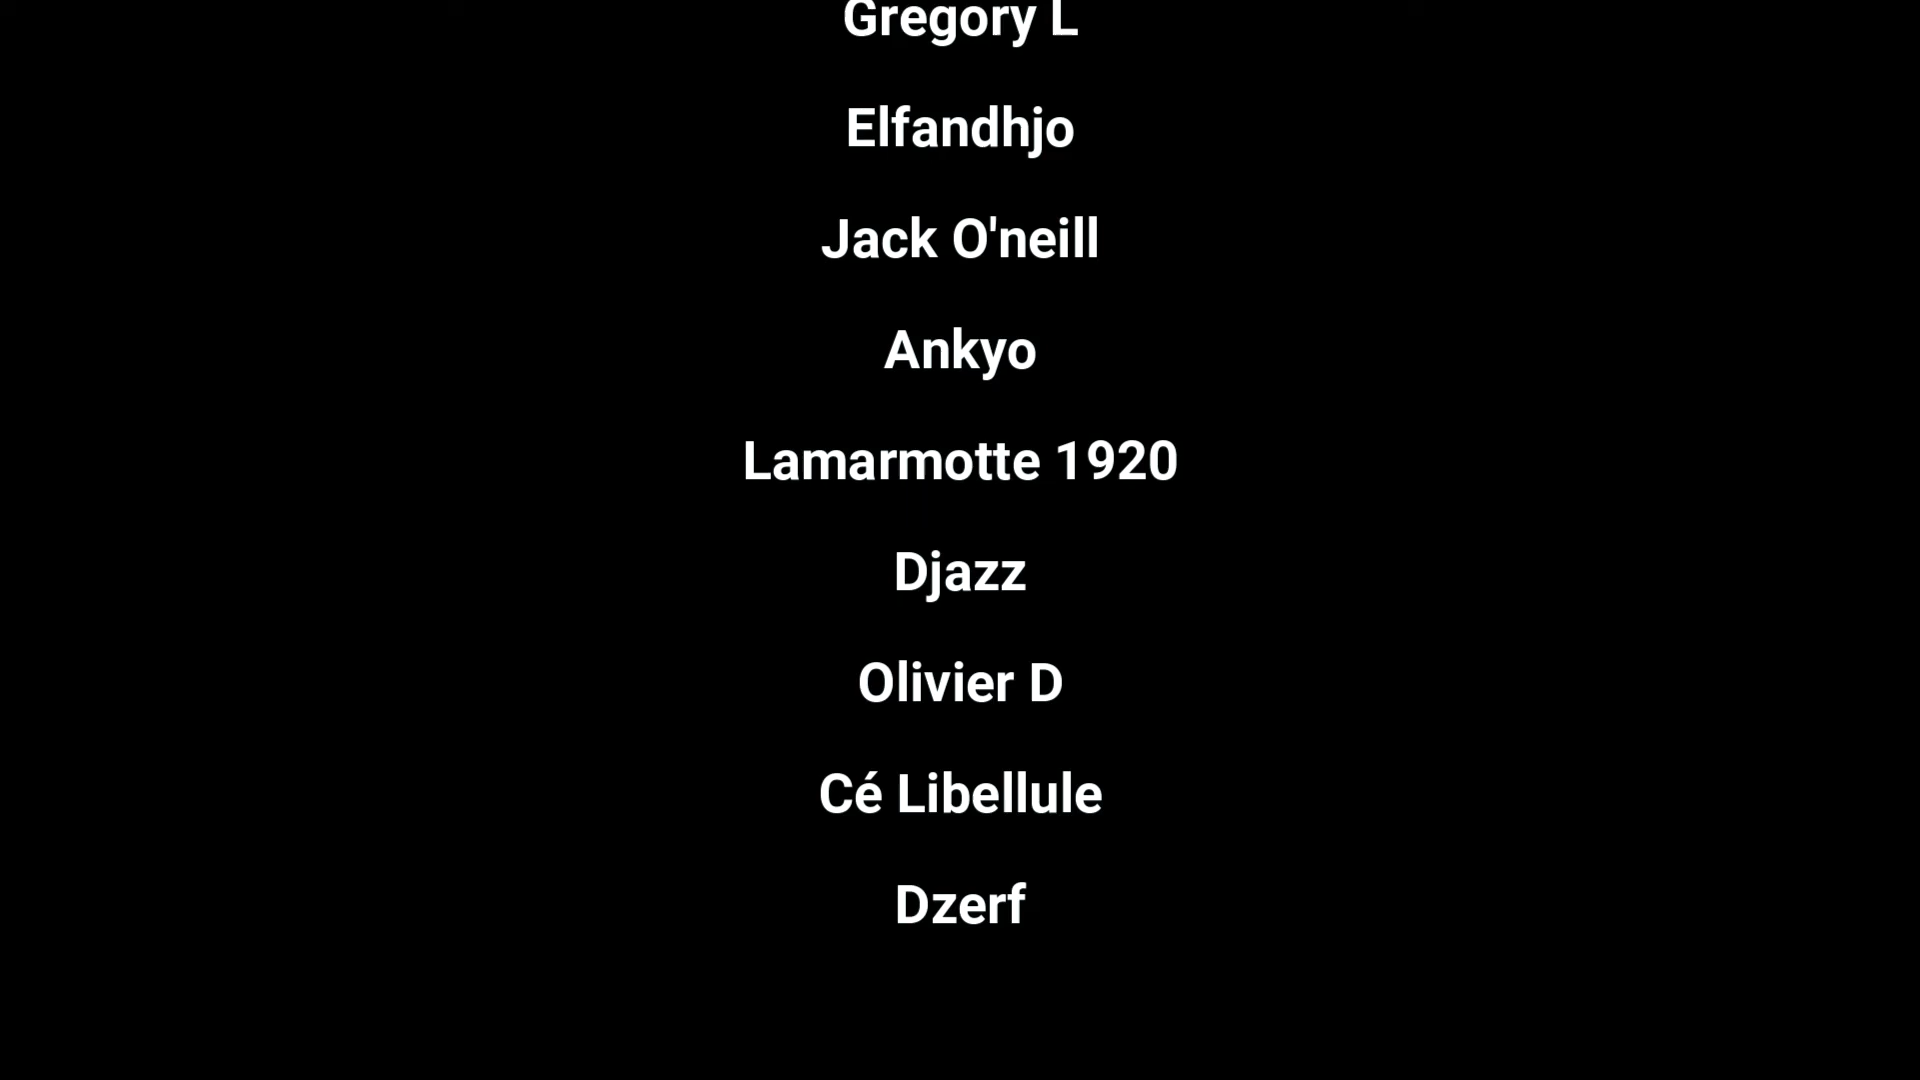 Gregory L
Elfandhjo
Jack O'neill
Ankyo
Lamarmotte 1920
Djazz
Olivier D
Cé Libellule
Dzerf